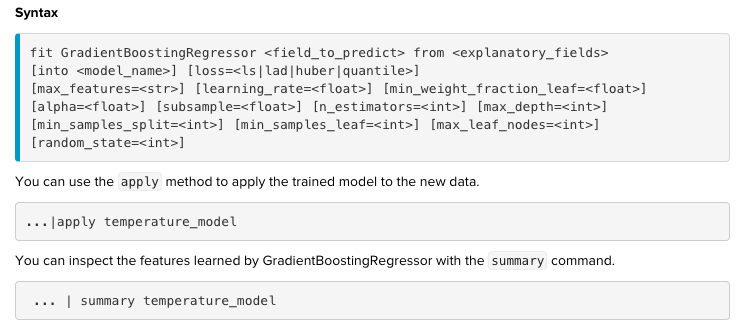 Syntax
fit GradientBoostingRegressor <field_to_predict> from <explanatory_fields>
[into <model_name>] [loss=<ls|lad|huber|quantile>]
[max_features=<str>] [learning_rate=<float>] [min_weight_fraction_leaf=<float>]
[alpha=<float>] [subsample=<float>] [n_estimators=<int>] [max_depth=<int>]
[min_samples_split=<int>] [min_samples_leaf=<int>] [max_leaf_nodes=<int>]
[random_state=<int>]
You can use the apply method to apply the trained model to the new data.
...|apply temperature_model
You can inspect the features learned by GradientBoostingRegressor with the summary command.
... | summary temperature_model